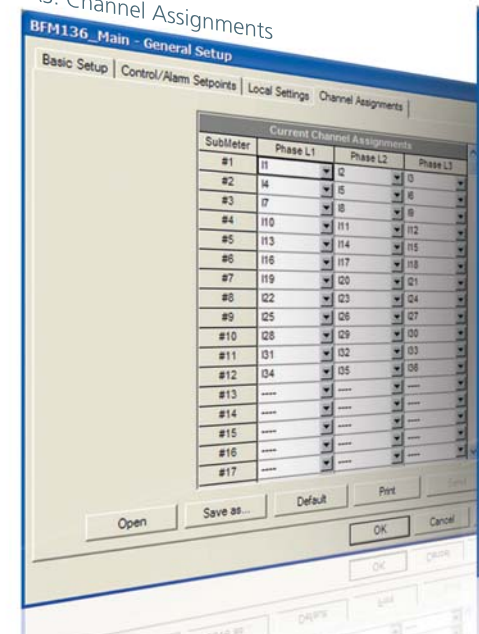 Channel Assignments
BFM136_Main - General Setup
Basic Setup Control/Alarm Setpoints Local Settings Channel Assignments
Current Channel Assignments
SubMeter Phase L1 Phase L2 Phase L3
#1 I1 I2 I3
#2 I4 I5 I6
#3 I7 I8 I9
#4 I10 I11 I12
#5 I13 I14 I15
#6 I16 I17 I18
#7 I19 I20 I21
#8 I22 I23 I24
#9 I25 I26 I27
#10 I28 I29 I30
#11 I31 I32 I33
#12 I34 I35 I36
#13 ---- ---- ----
#14 ---- ---- ----
#15 ---- ---- ----
#16 ---- ---- ----
#17 ---- ---- ----
Open Save as... Default Print Send
OK Cancel